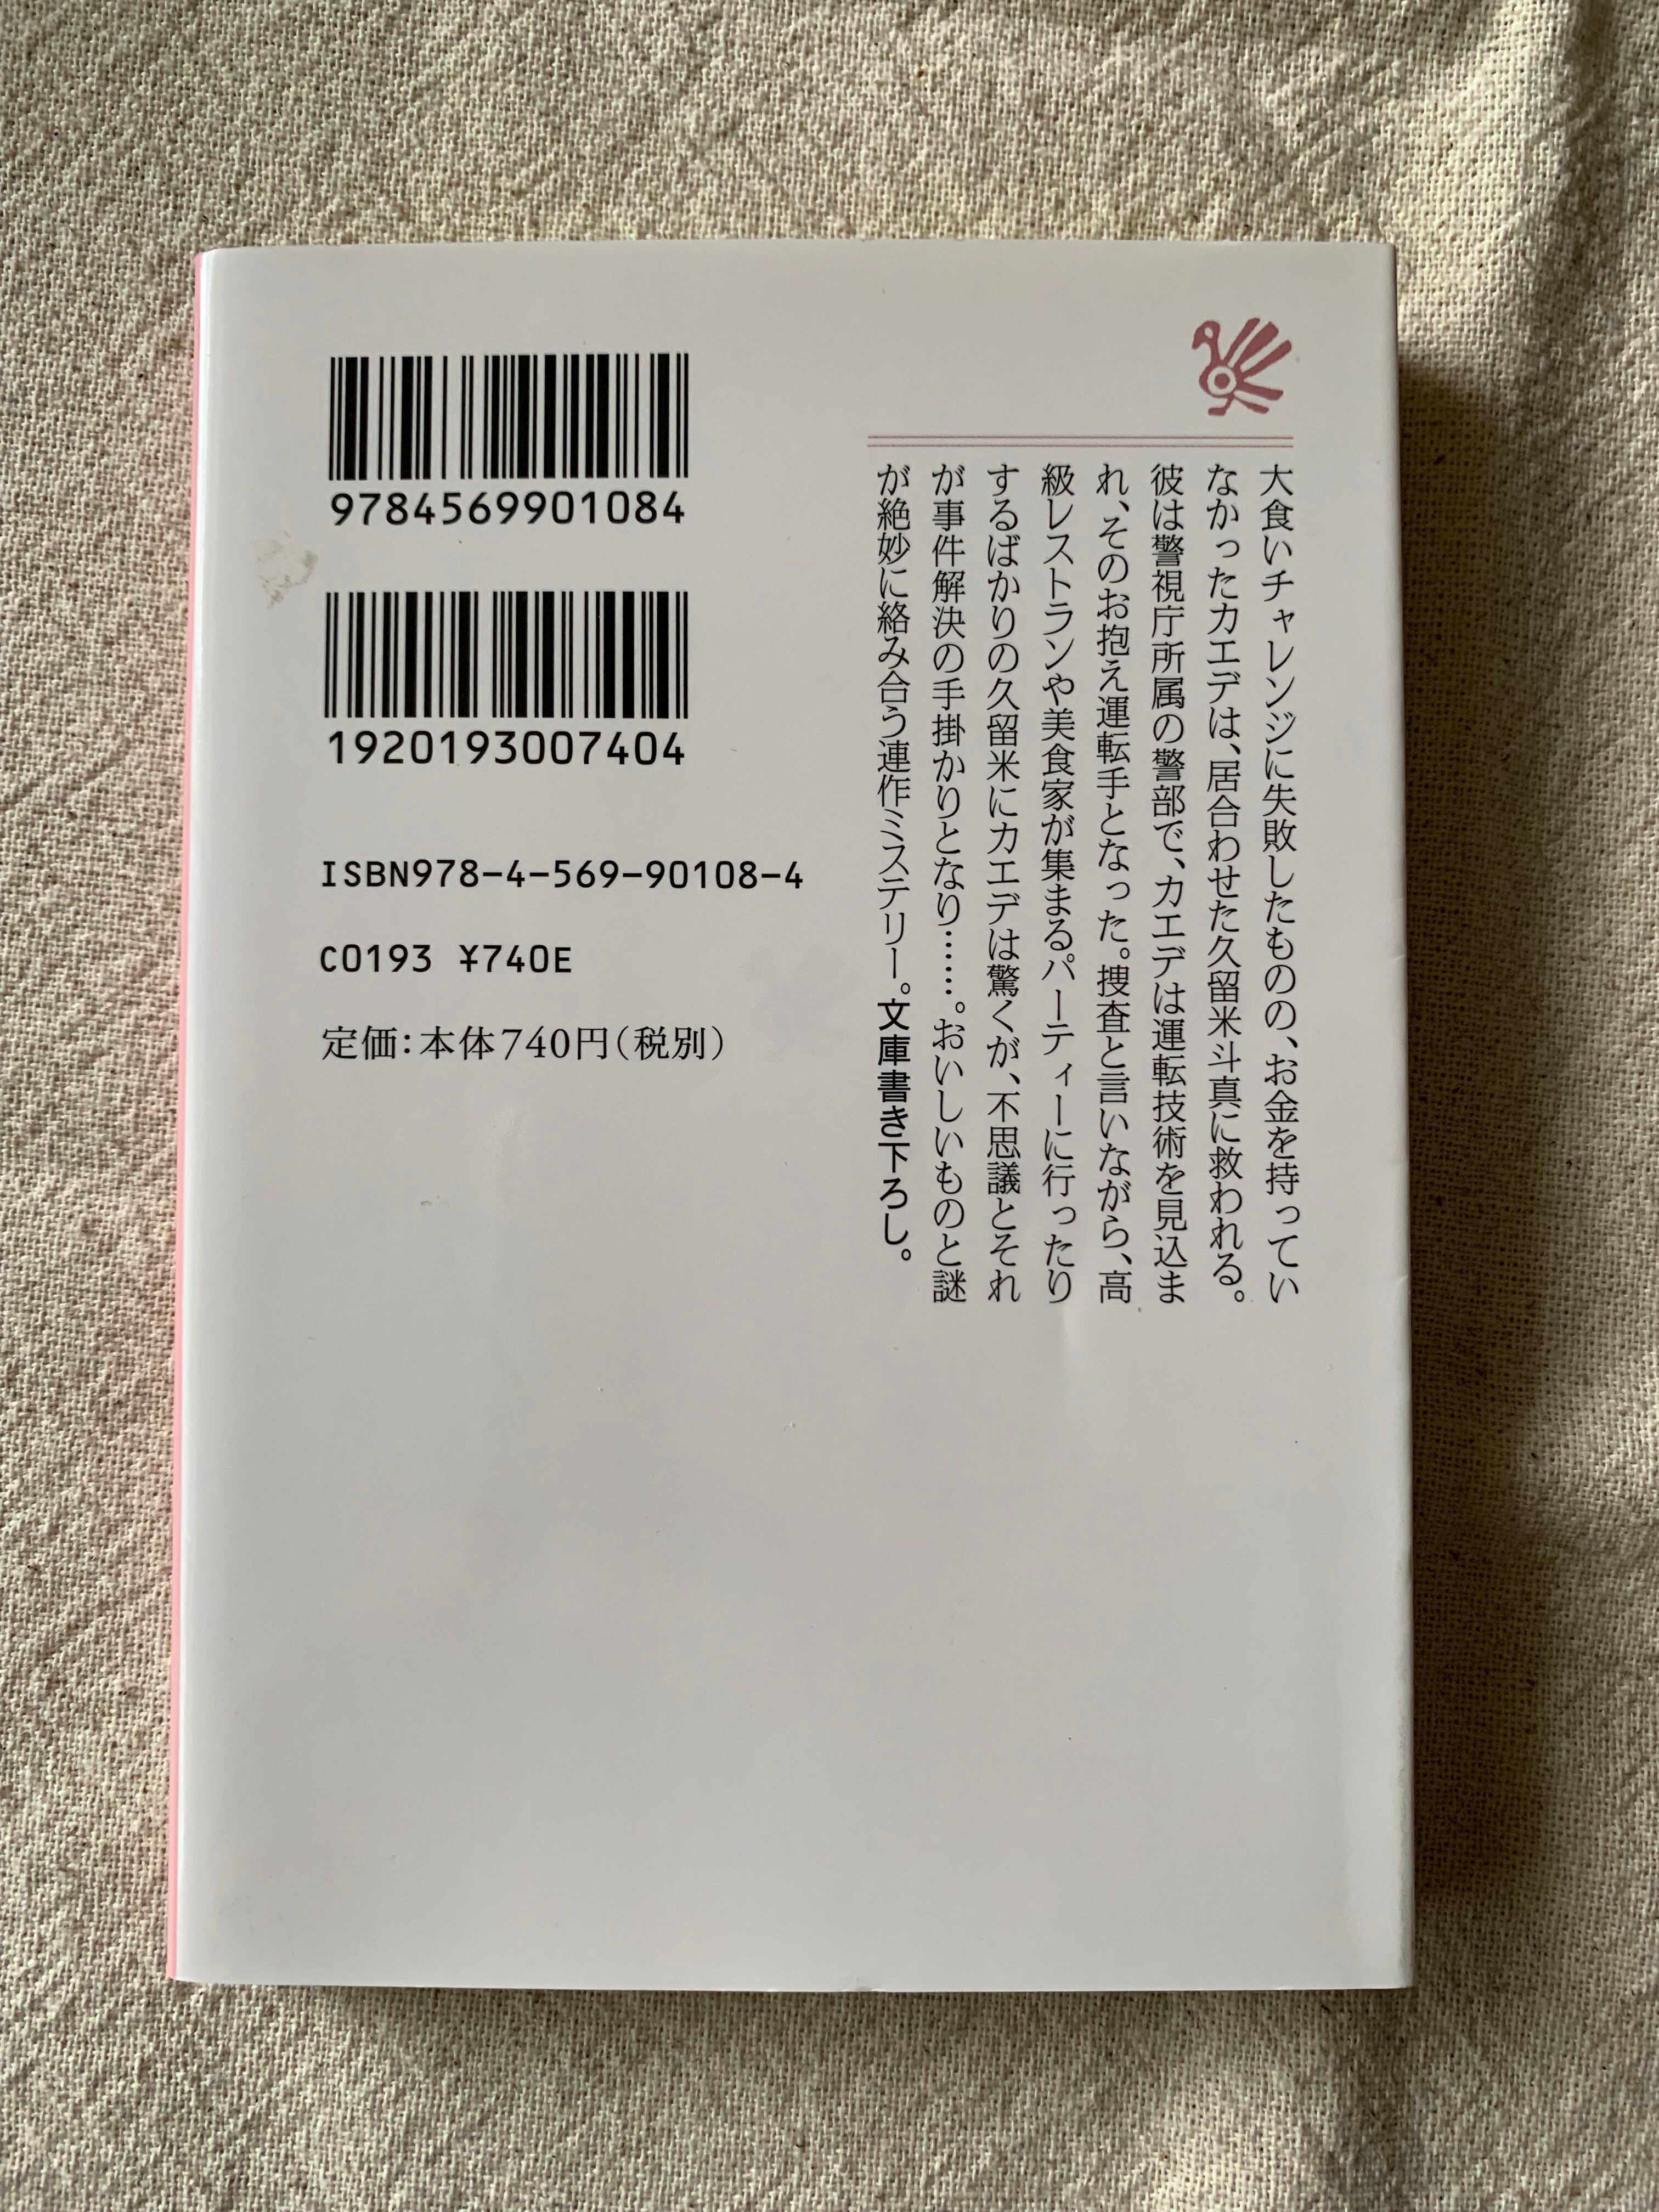 大食いチャレンジに失敗したものの、お金を持ってい
なかったカエデは、居合わせた久留米斗真に救われる。
彼は警視庁所属の警部で、カエデは運転技術を見込ま
れ、そのお抱え運転手となった。捜査と言いながら、高
級レストランや美食家が集まるパーティーに行ったり
するばかりの久留米にカエデは驚くが、不思議とそれ
が事件解決の手掛かりとなり……。おいしいものと謎
が絶妙に絡み合う連作ミステリー。文庫書き下ろし。
9784569901084
1920193007404
ISBN978-4-569-90108-4
C0193 ¥740E
定価：本体740円（税別）